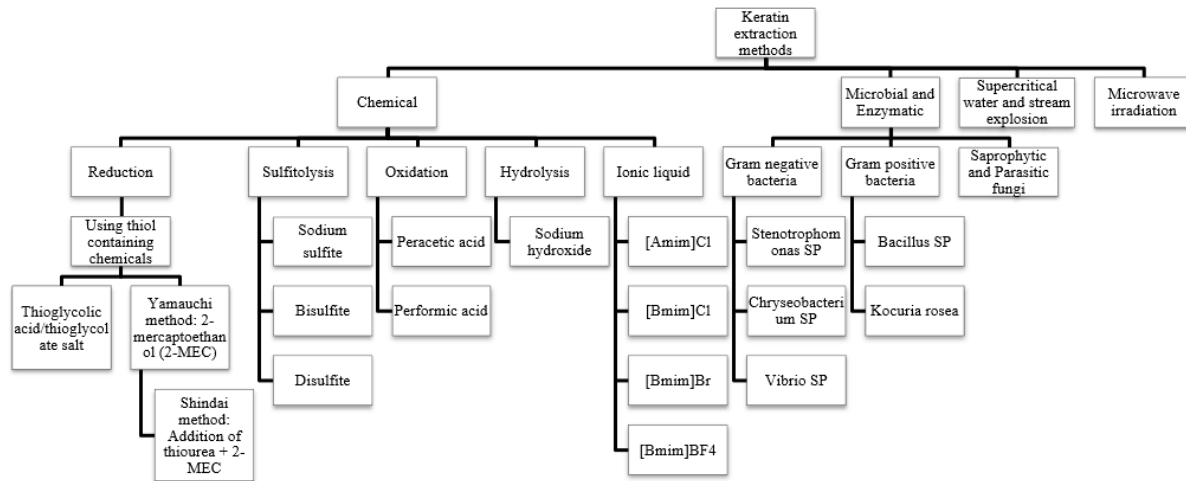 Keratin
extraction
methods
Chemical
Microbial and
Enzymatic
Supercritical
water and stream
explosion
Microwave
irradiation
Reduction
Sulfitolysis
Oxidation
Hydrolysis
Ionic liquid
Gram negative
bacteria
Gram positive
bacteria
Saprophytic
and Parasitic
fungi
Using thiol
containing
chemicals
Thioglycolic
acid/thioglycol
ate salt
Yamauchi
method: 2-
mercaptoethan
ol (2-MEC)
Shindai
method:
Addition of
thiourea + 2-
MEC
Sodium
sulfite
Bisulfite
Disulfite
Peracetic acid
Performic acid
Sodium
hydroxide
[Amim]Cl
[Bmim]Cl
[Bmim]Br
[Bmim]BF4
Stenotrophom
onas SP
Chryseobacter
ium SP
Vibrio SP
Bacillus SP
Kocuria rosea